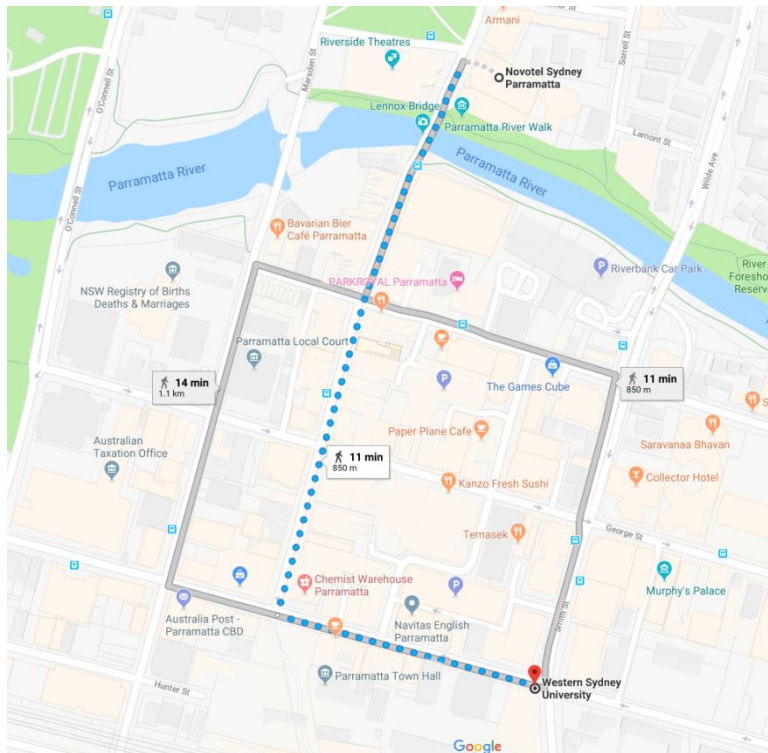 Armani
Riverside Theatres
Novotel Sydney
Parramatta
Sorrell St
O'Connell St
Marsden St
Lennox Bridge
Parramatta River Walk
Lamont St
Parramatta River
Parramatta River
Wilde Ave
O'Connell St
Bavarian Bier
Café Parramatta
Riverbank Car Park
River
Foresho
Reserve
NSW Registry of Births
Deaths & Marriages
PARKROYAL Parramatta
Parramatta Local Court
The Games Cube
14 min
1.1 km
11 min
850 m
Paper Plane Cafe
Saravanaa Bhavan
Australian
Taxation Office
11 min
850 m
Kanzo Fresh Sushi
Collector Hotel
Temasek
George St
Chemist Warehouse
Parramatta
Murphy's Palace
Australia Post -
Parramatta CBD
Navitas English
Parramatta
Smith St
Parramatta Town Hall
Western Sydney
University
Hunter St
Google